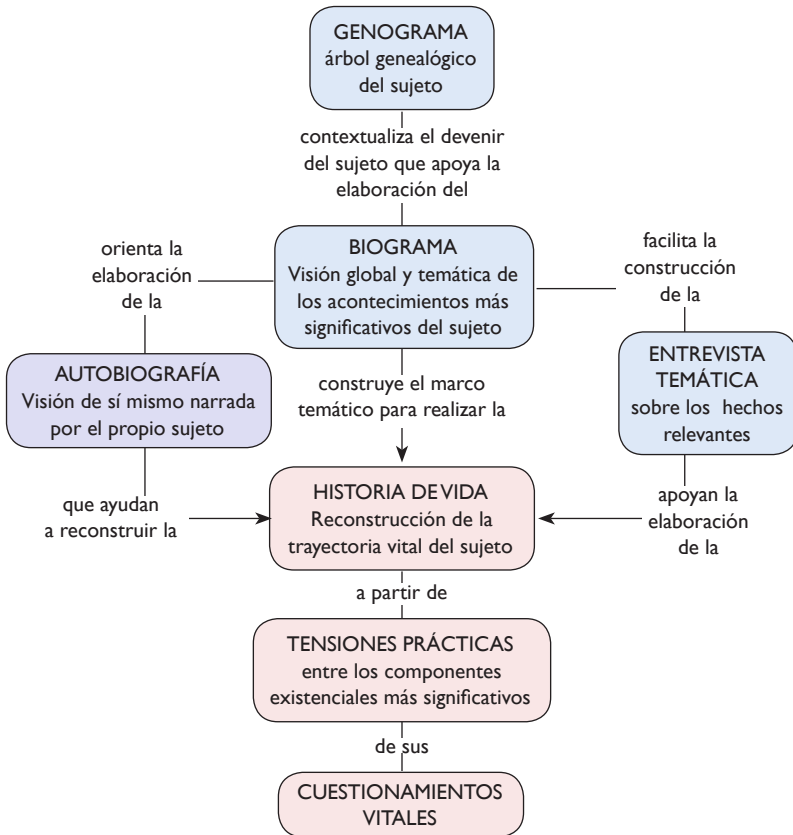 GENOGRAMA
árbol genealógico
del sujeto
contextualiza el devenir
del sujeto que apoya la
elaboración del
orienta la
elaboración
de la
BIOGRAMA
Visión global y temática de
los acontecimientos más
significativos del sujeto
facilita la
construcción
de la
AUTOBIOGRAFÍA
Visión de sí mismo narrada
por el propio sujeto
construye el marco
temático para realizar la
ENTREVISTA
TEMÁTICA
sobre los hechos
relevantes
que ayudan
a reconstruir la
HISTORIA DE VIDA
Reconstrucción de la
trayectoria vital del sujeto
apoyan la
elaboración
de la
a partir de
TENSIONES PRÁCTICAS
entre los componentes
existenciales más significativos
de sus
CUESTIONAMIENTOS
VITALES